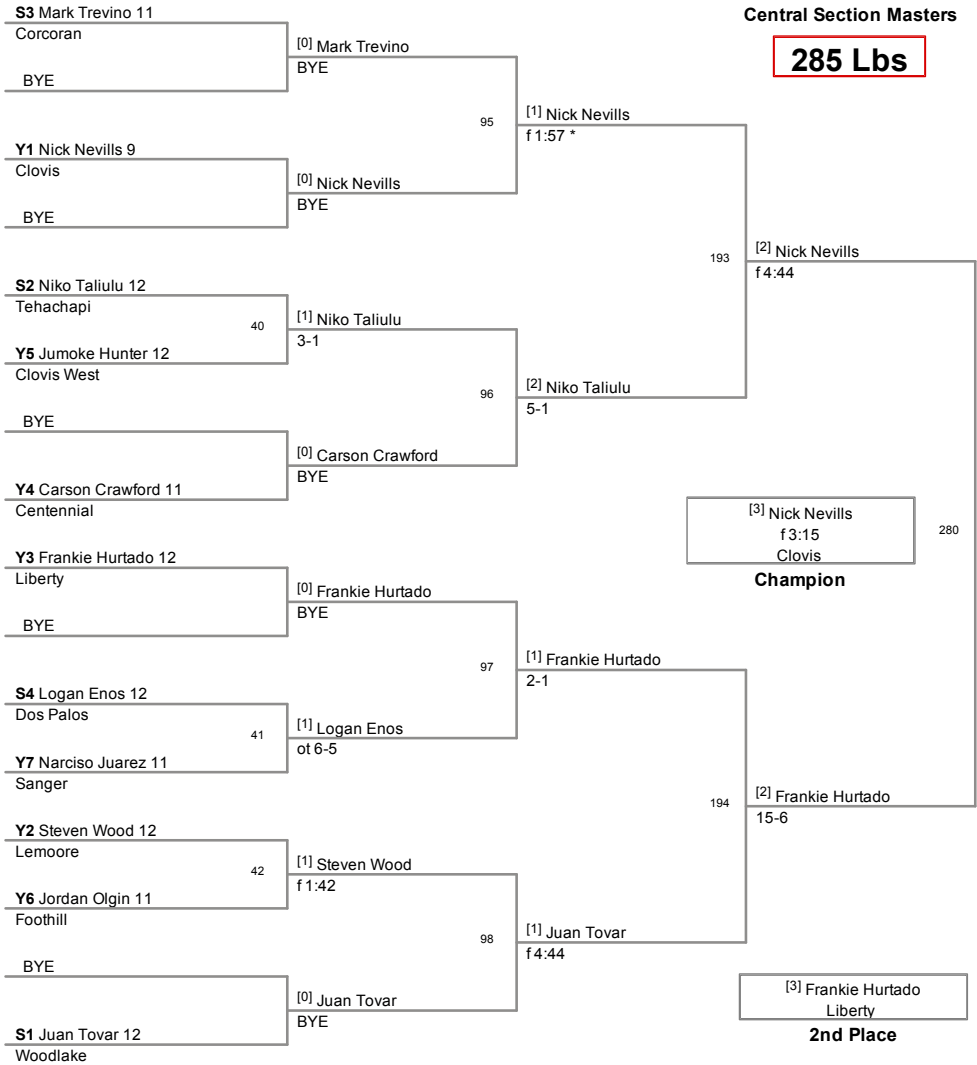 Central Section Masters
285 Lbs
S3 Mark Trevino 11
Corcoran
BYE
Y1 Nick Nevills 9
Clovis
BYE
S2 Niko Taliulu 12
Tehachapi
40
Y5 Jumoke Hunter 12
Clovis West
BYE
Y4 Carson Crawford 11
Centennial
Y3 Frankie Hurtado 12
Liberty
BYE
S4 Logan Enos 12
Dos Palos
41
Y7 Narciso Juarez 11
Sanger
Y2 Steven Wood 12
Lemoore
42
Y6 Jordan Olgin 11
Foothill
BYE
S1 Juan Tovar 12
Woodlake
[0] Mark Trevino
BYE
95
[0] Nick Nevills
BYE
[1] Niko Taliulu
3-1
96
[0] Carson Crawford
BYE
[0] Frankie Hurtado
BYE
97
[1] Logan Enos
ot 6-5
[1] Steven Wood
f 1:42
98
[0] Juan Tovar
BYE
[1] Nick Nevills
f 1:57 *
193
[2] Niko Taliulu
5-1
[1] Frankie Hurtado
2-1
194
[1] Juan Tovar
f 4:44
[2] Nick Nevills
f 4:44
280
[2] Frankie Hurtado
15-6
[3] Nick Nevills
f 3:15
Clovis
Champion
[3] Frankie Hurtado
Liberty
2nd Place